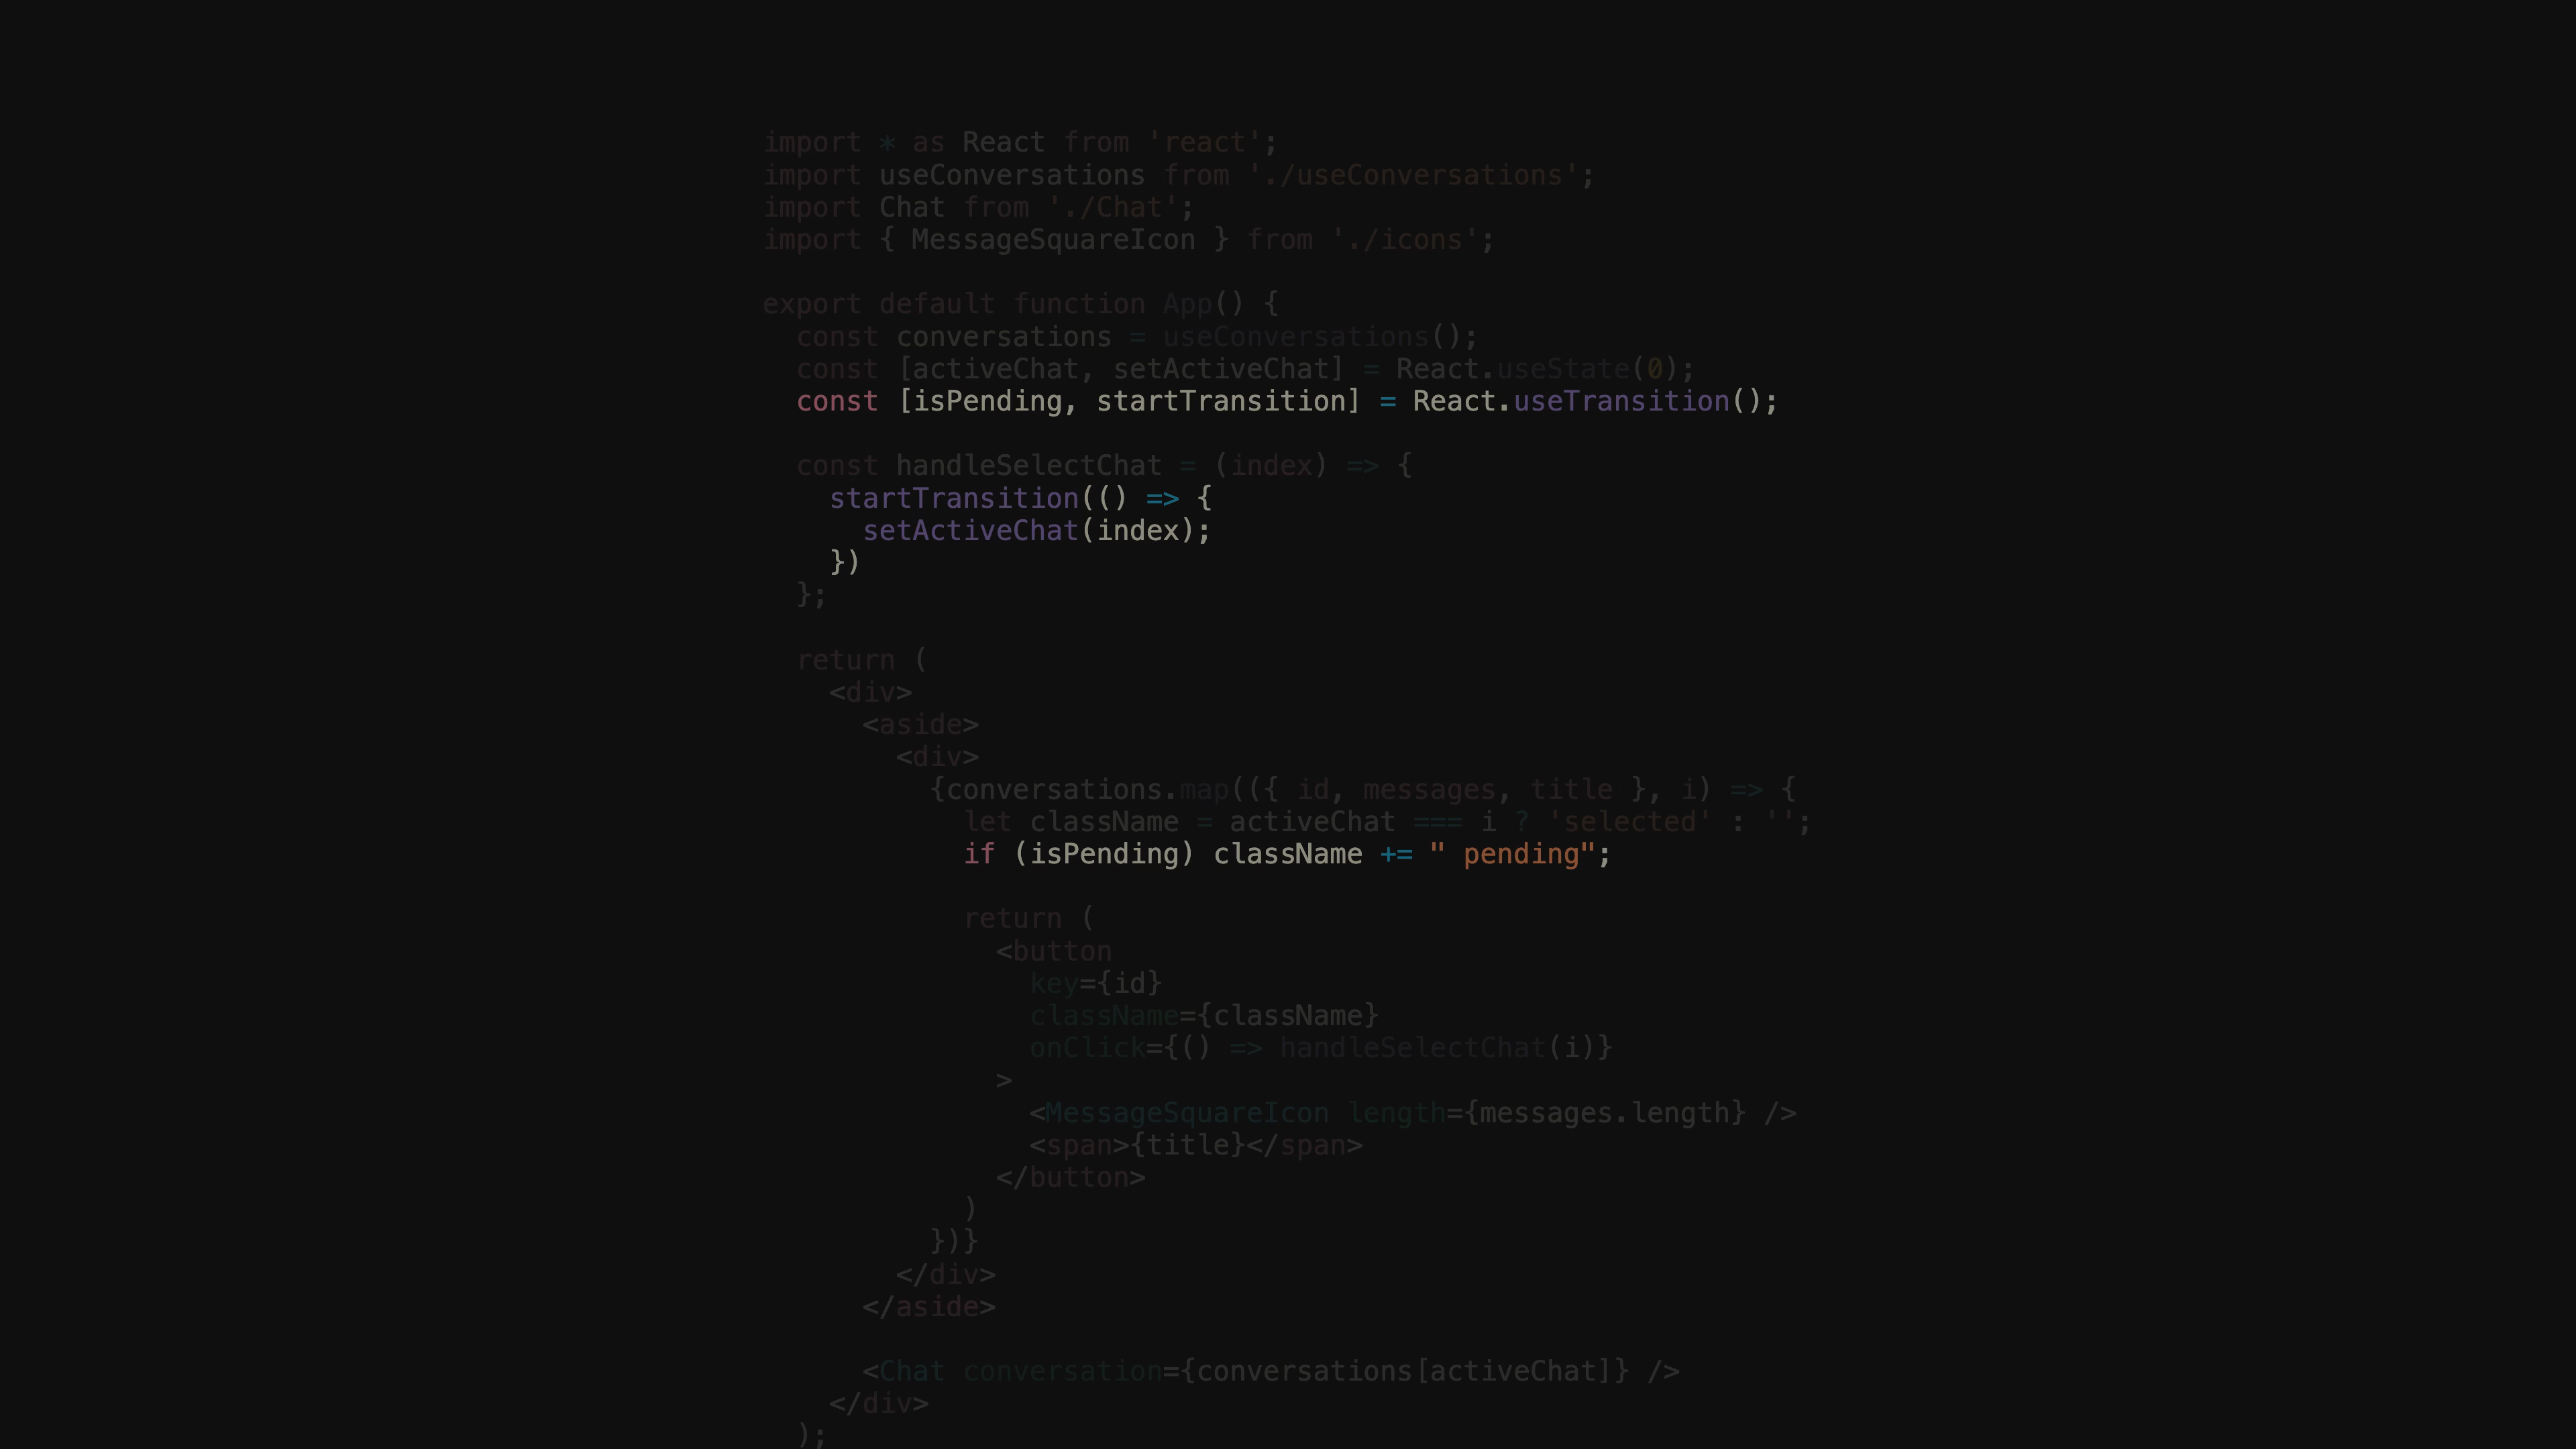 import * as React from 'react';
import useConversations from './useConversations';
import Chat from './Chat';
import { MessageSquareIcon } from './icons';

export default function App() {
  const conversations = useConversations();
  const [activeChat, setActiveChat] = React.useState(0);
  const [isPending, startTransition] = React.useTransition();

  const handleSelectChat = (index) => {
    startTransition(() => {
      setActiveChat(index);
    })
  };

  return (
    <div>
      <aside>
        <div>
          {conversations.map(({ id, messages, title }, i) => {
            let className = activeChat === i ? 'selected' : '';
            if (isPending) className += " pending";

            return (
              <button
                key={id}
                className={className}
                onClick={() => handleSelectChat(i)}
              >
                <MessageSquareIcon length={messages.length} />
                <span>{title}</span>
              </button>
            )
          })}
        </div>
      </aside>

      <Chat conversation={conversations[activeChat]} />
    </div>
  );